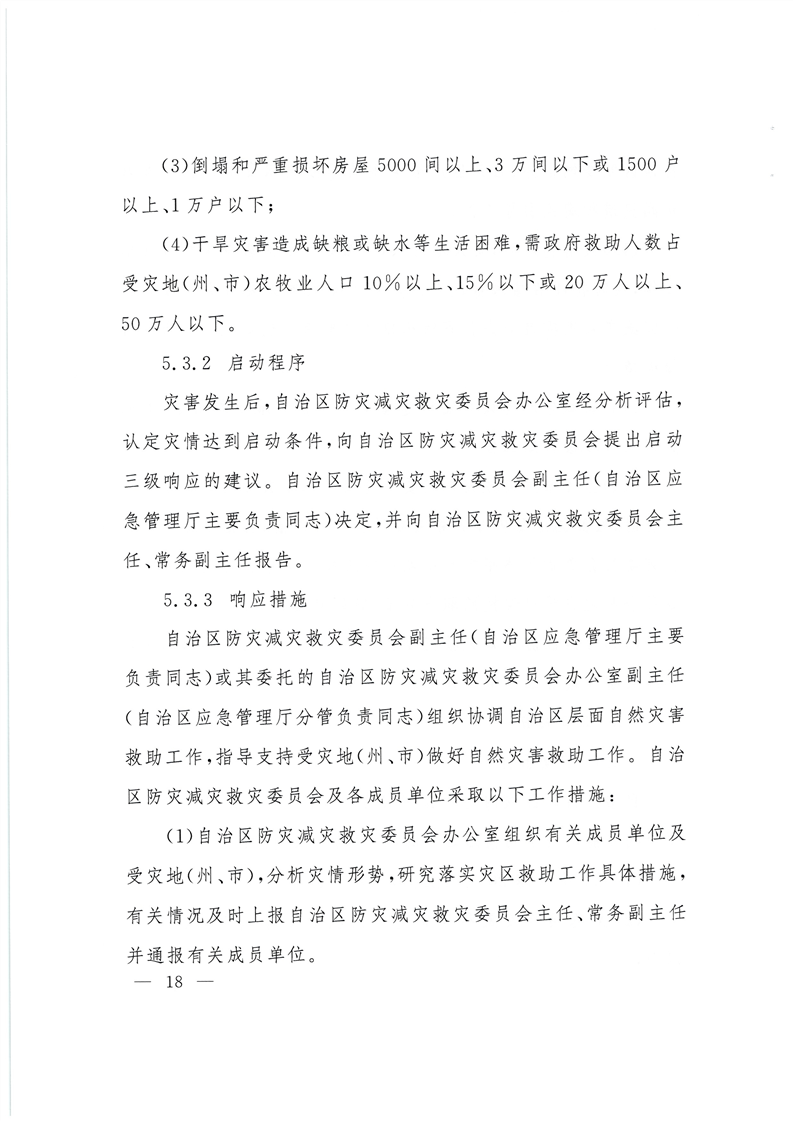 (3)倒塌和严重损坏房屋5000间以上、3万间以下或1500户
以上、1万户以下;
(4)干旱灾害造成缺粮或缺水等生活困难,需政府救助人数占
受灾地(州、市)农牧业人口10%以上、15%以下或20万人以上、
50万人以下。
5.3.2 启动程序
灾害发生后,自治区防灾减灾救灾委员会办公室经分析评估,
认定灾情达到启动条件,向自治区防灾减灾救灾委员会提出启动
三级响应的建议。自治区防灾减灾救灾委员会副主任(自治区应
急管理厅主要负责同志)决定,并向自治区防灾减灾救灾委员会主
任、常务副主任报告。
5.3.3 响应措施
自治区防灾减灾救灾委员会副主任(自治区应急管理厅主要
负责同志)或其委托的自治区防灾减灾救灾委员会办公室副主任
(自治区应急管理厅分管负责同志)组织协调自治区层面自然灾害
救助工作,指导支持受灾地(州、市)做好自然灾害救助工作。自治
区防灾减灾救灾委员会及各成员单位采取以下工作措施:
(1)自治区防灾减灾救灾委员会办公室组织有关成员单位及
受灾地(州、市),分析灾情形势,研究落实灾区救助工作具体措施,
有关情况及时上报自治区防灾减灾救灾委员会主任、常务副主任
并通报有关成员单位。
— 18 —